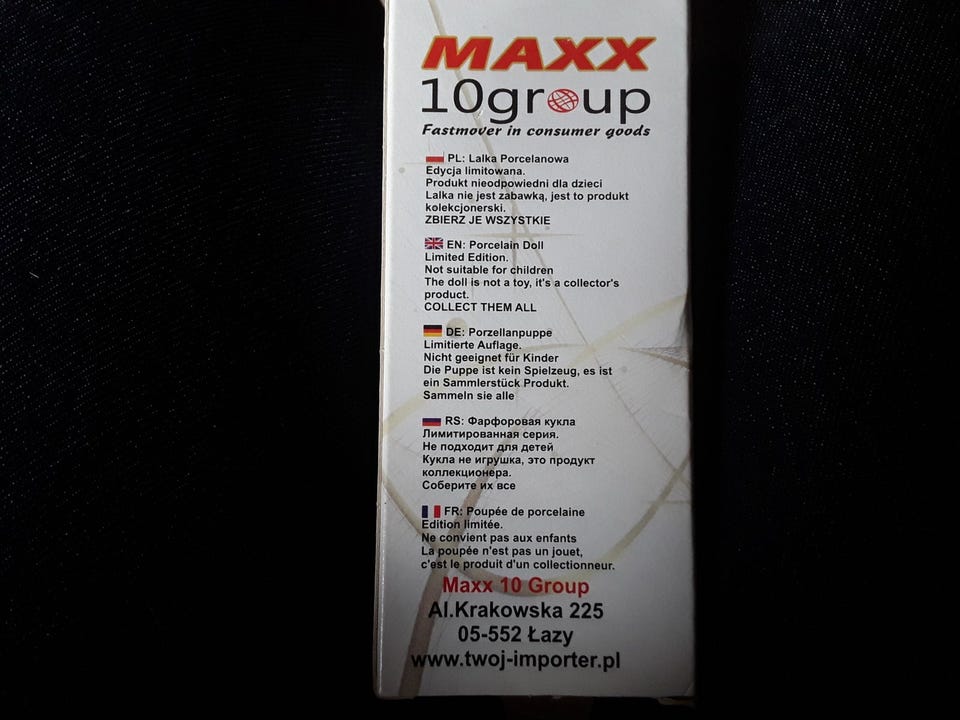 MAXX
10group
Fastmover in consumer goods
PL: Lalka Porcelanowa
Edycja limitowana.
Produkt nieodpowiedni dla dzieci
Lalka nie jest zabawką, jest to produkt
kolekcjonerski.
ZBIERZ JE WSZYSTKIE
EN: Porcelain Doll
Limited Edition.
Not suitable for children
The doll is not a toy, it's a collector's
product.
COLLECT THEM ALL
DE: Porzellanpuppe
Limitierte Auflage.
Nicht geeignet für Kinder
Die Puppe ist kein Spielzeug, es ist
ein Sammlerstück Produkt.
Sammeln sie alle
RS: Фарфоровая кукла
Лимитированная серия.
Не подходит для детей
Кукла не игрушка, это продукт
коллекционера.
Соберите их все
FR: Poupée de porcelaine
Edition limitée.
Ne convient pas aux enfants
La poupée n'est pas un jouet,
c'est le produit d'un collectionneur.
Maxx 10 Group
Al.Krakowska 225
05-552 Łazy
www.twoj-importer.pl